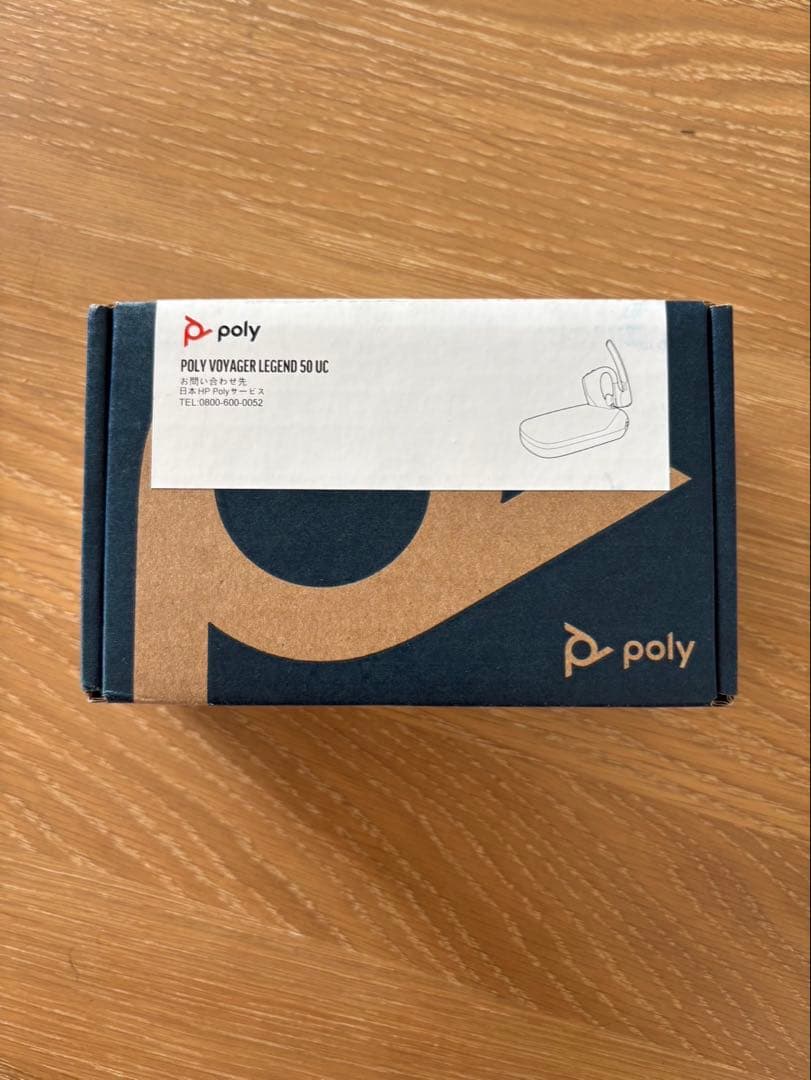 poly
POLY VOYAGER LEGEND 50 UC
お問い合わせ先
日本HP Polyサービス
TEL:0800-600-0052
poly